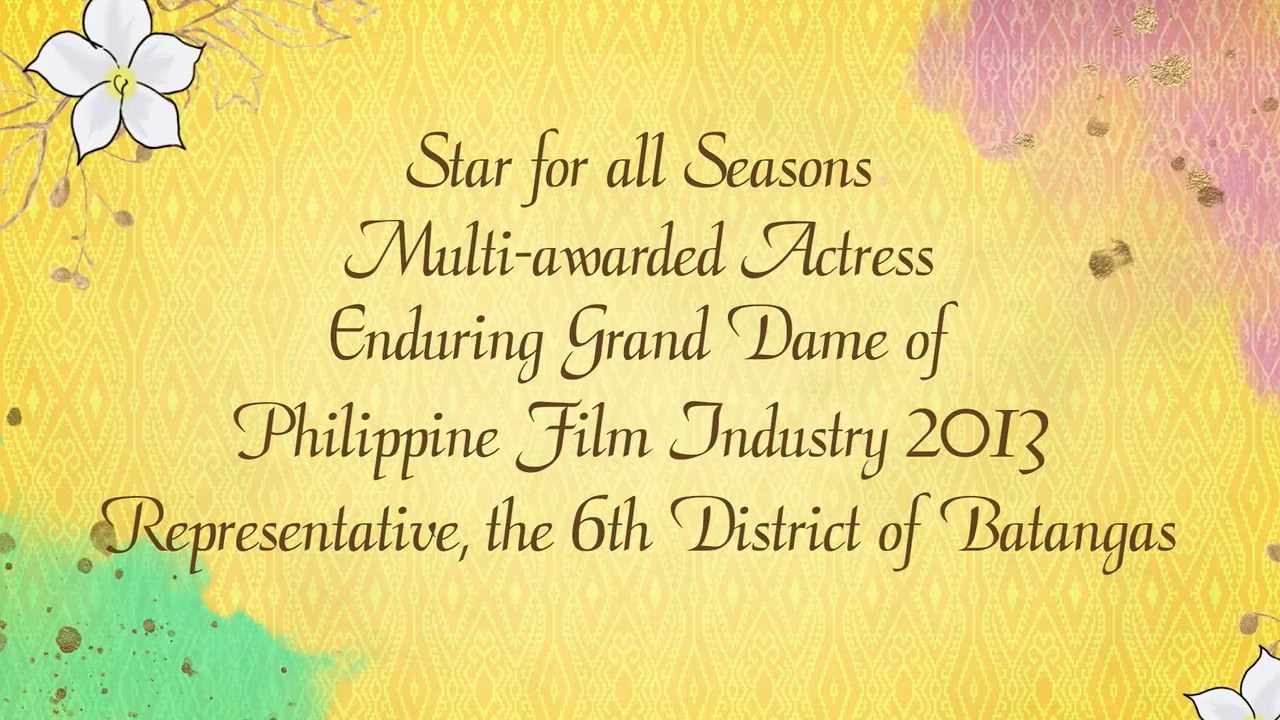 Star for all Seasons
Multi-awarded Actress
Enduring Grand Dame of
Philippine Film Industry 2013
Representative, the 6th District of Batangas